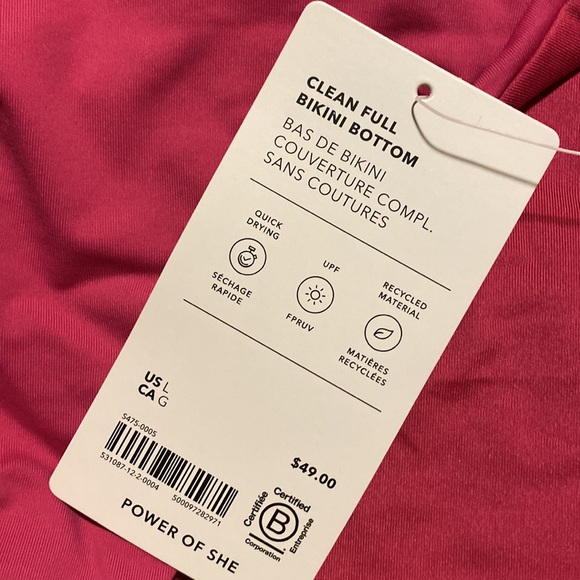 CLEAN FULL
BIKINI BOTTOM
BAS DE BIKINI
COUVERTURE COMPL.
SANS COUTURES
QUICK
DRYING
SÉCHAGE
RAPIDE
UPF
FPRUV
RECYCLED
MATERIAL
MATIÈRES
RECYCLÉES
US L
CA G
$49.00
5475-0005
531087-12-2-0004
500097282971
POWER OF SHE
Certifiée
Certified
B
Corporation
Entreprise